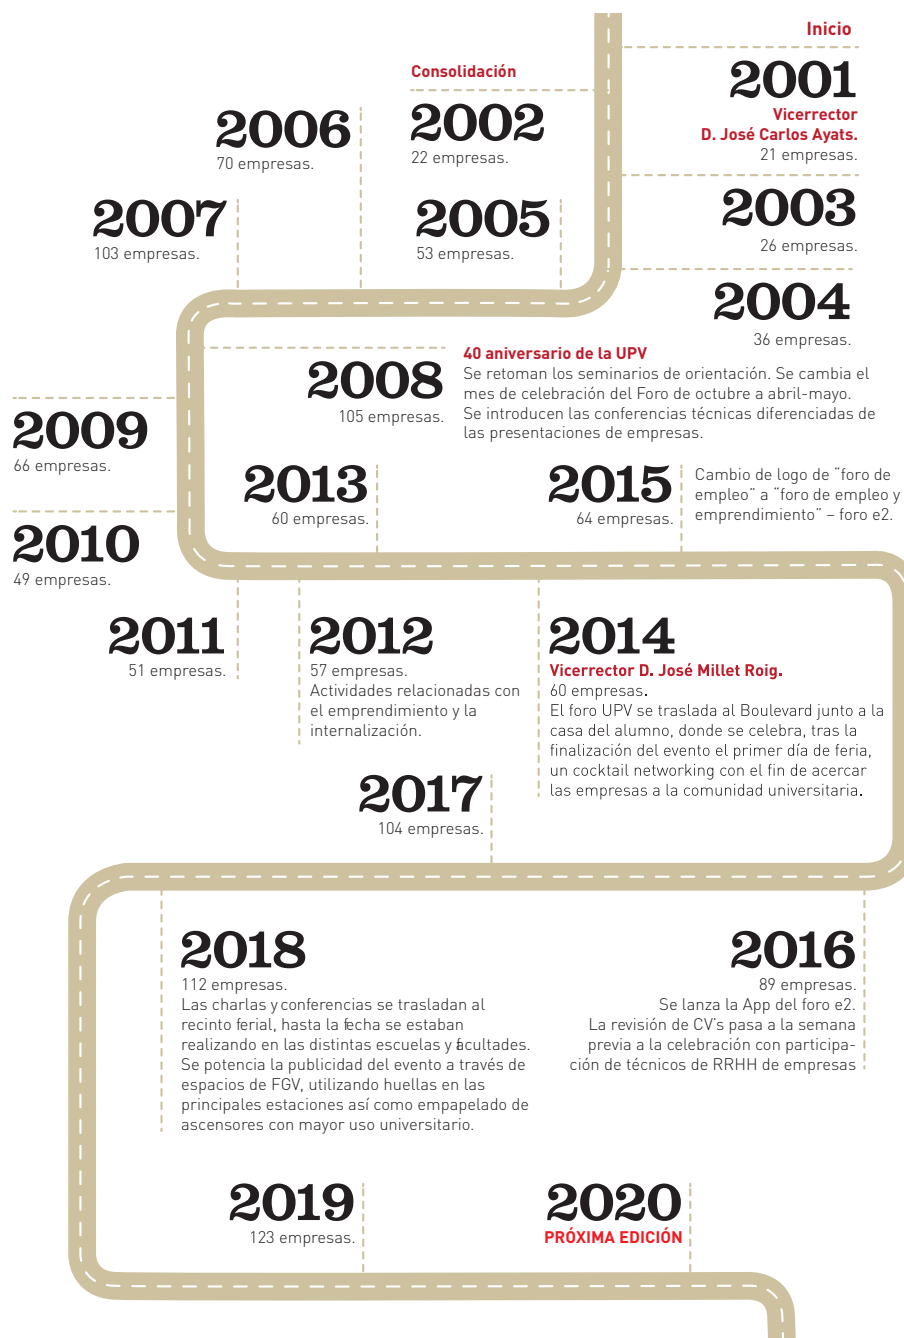 Inicio
2001
Vicerrector
D. José Carlos Ayats.
21 empresas.
Consolidación
2002
22 empresas.
2003
26 empresas.
2004
36 empresas.
2005
53 empresas.
2006
70 empresas.
2007
103 empresas.
2008
105 empresas.
40 aniversario de la UPV
Se retoman los seminarios de orientación. Se cambia el
mes de celebración del Foro de octubre a abril-mayo.
Se introducen las conferencias técnicas diferenciadas de
las presentaciones de empresas.
2009
66 empresas.
2010
49 empresas.
2011
51 empresas.
2012
57 empresas.
Actividades relacionadas con
el emprendimiento y la
internalización.
2013
60 empresas.
2014
Vicerrector D. José Millet Roig.
60 empresas.
El foro UPV se traslada al Boulevard junto a la
casa del alumno, donde se celebra, tras la
finalización del evento el primer día de feria,
un cocktail networking con el fin de acercar
las empresas a la comunidad universitaria.
2015
64 empresas.
Cambio de logo de “foro de
empleo” a “foro de empleo y
emprendimiento” – foro e2.
2016
89 empresas.
Se lanza la App del foro e2.
La revisión de CV's pasa a la semana
previa a la celebración con participa-
ción de técnicos de RRHH de empresas
2017
104 empresas.
2018
112 empresas.
Las charlas y conferencias se trasladan al
recinto ferial, hasta la fecha se estaban
realizando en las distintas escuelas y facultades.
Se potencia la publicidad del evento a través de
espacios de FGV, utilizando huellas en las
principales estaciones así como empapelado de
ascensores con mayor uso universitario.
2019
123 empresas.
2020
PRÓXIMA EDICIÓN